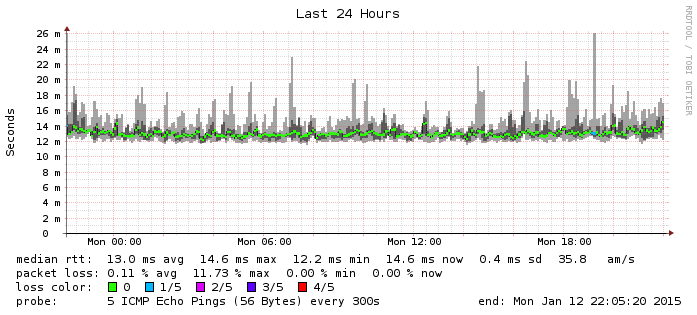 Last 24 Hours
RRDTOOL / TOBI OETIKER
Seconds
26 m
24 m
22 m
20 m
18 m
16 m
14 m
12 m
10 m
8 m
6 m
4 m
2 m
0
Mon 00:00 Mon 06:00 Mon 12:00 Mon 18:00
median rtt: 13.0 ms avg 14.6 ms max 12.2 ms min 14.6 ms now 0.4 ms sd 35.8 am/s
packet loss: 0.11 % avg 11.73 % max 0.00 % min 0.00 % now
loss color: 0 1/5 2/5 3/5 4/5
probe: 5 ICMP Echo Pings (56 Bytes) every 300s end: Mon Jan 12 22:05:20 2015